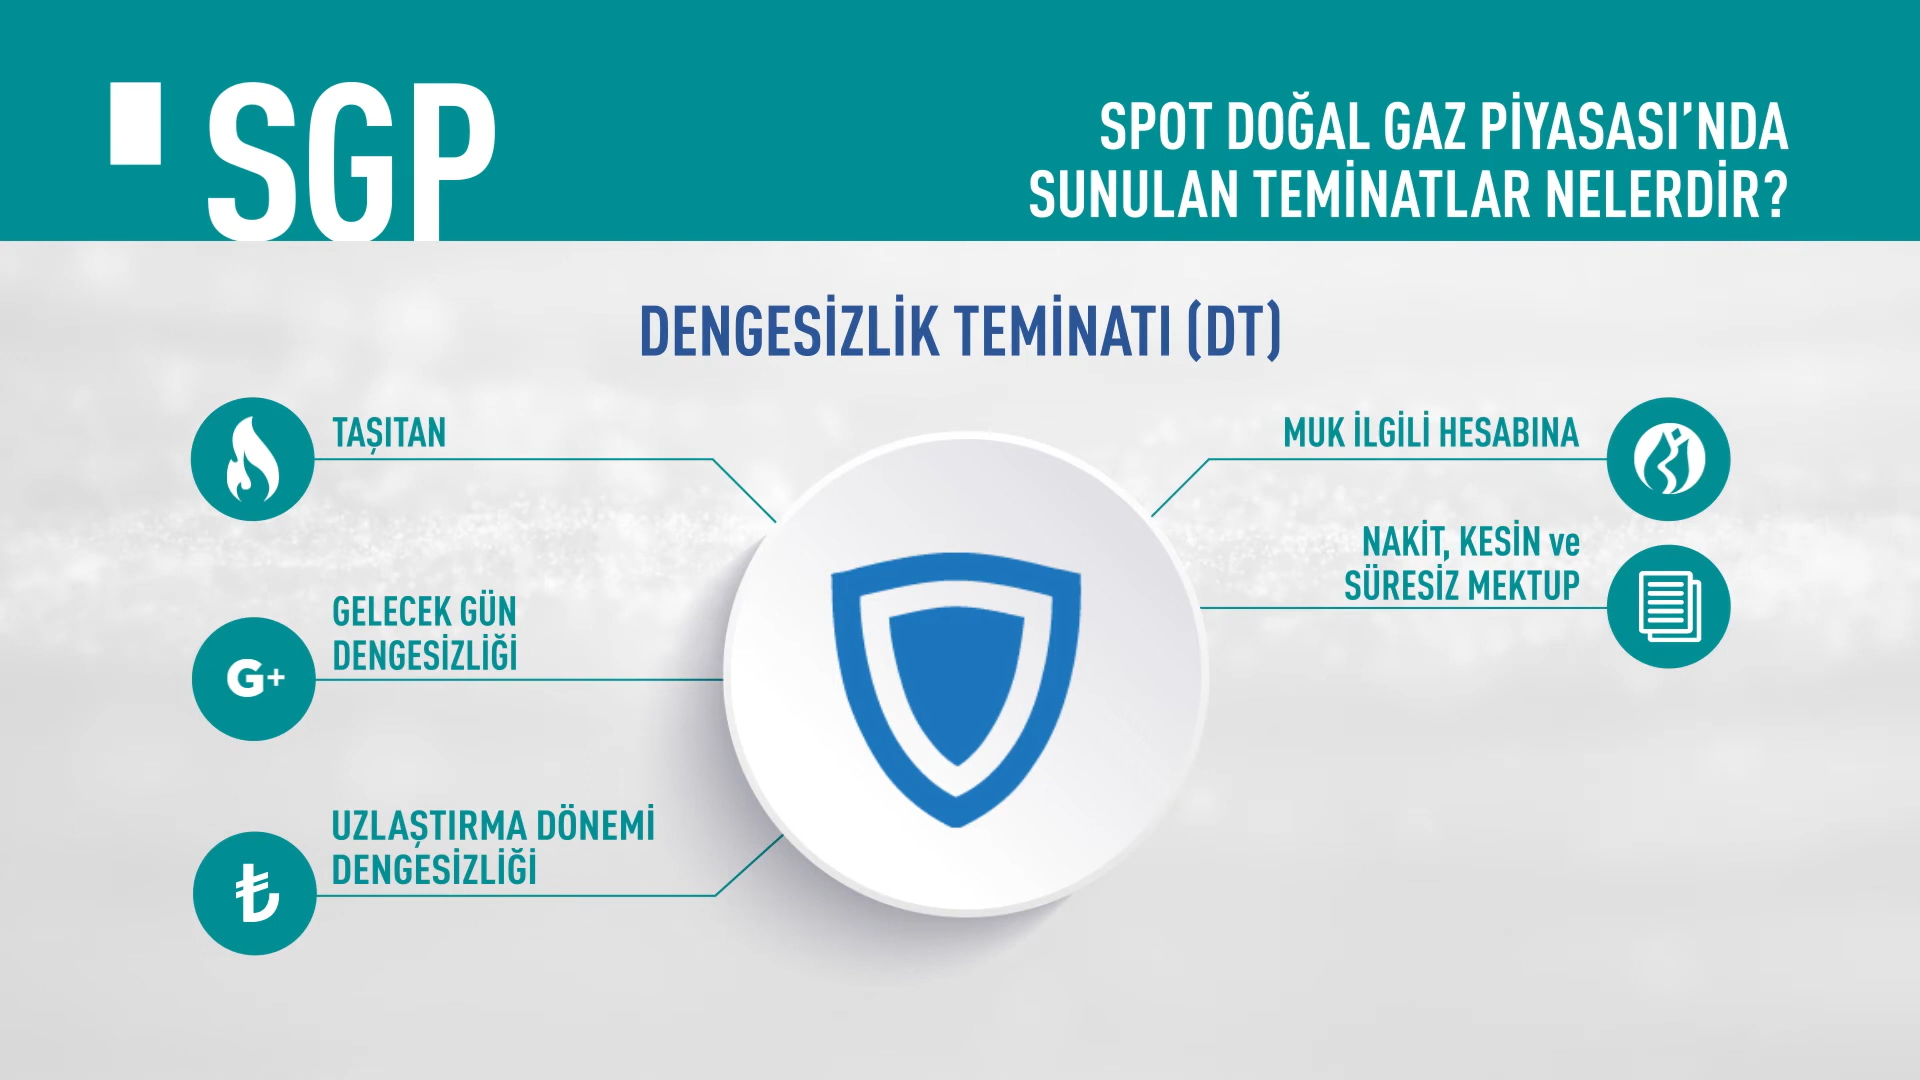 SGP
SPOT DOĞAL GAZ PİYASASI’NDA
SUNULAN TEMİNATLAR NELERDİR?
DENGESİZLİK TEMİNATI (DT)
TAŞITAN
GELECEK GÜN
DENGESİZLİĞİ
G+
UZLAŞTIRMA DÖNEMİ
DENGESİZLİĞİ
₺
MUK İLGİLİ HESABINA
NAKİT, KESİN ve
SÜRESİZ MEKTUP